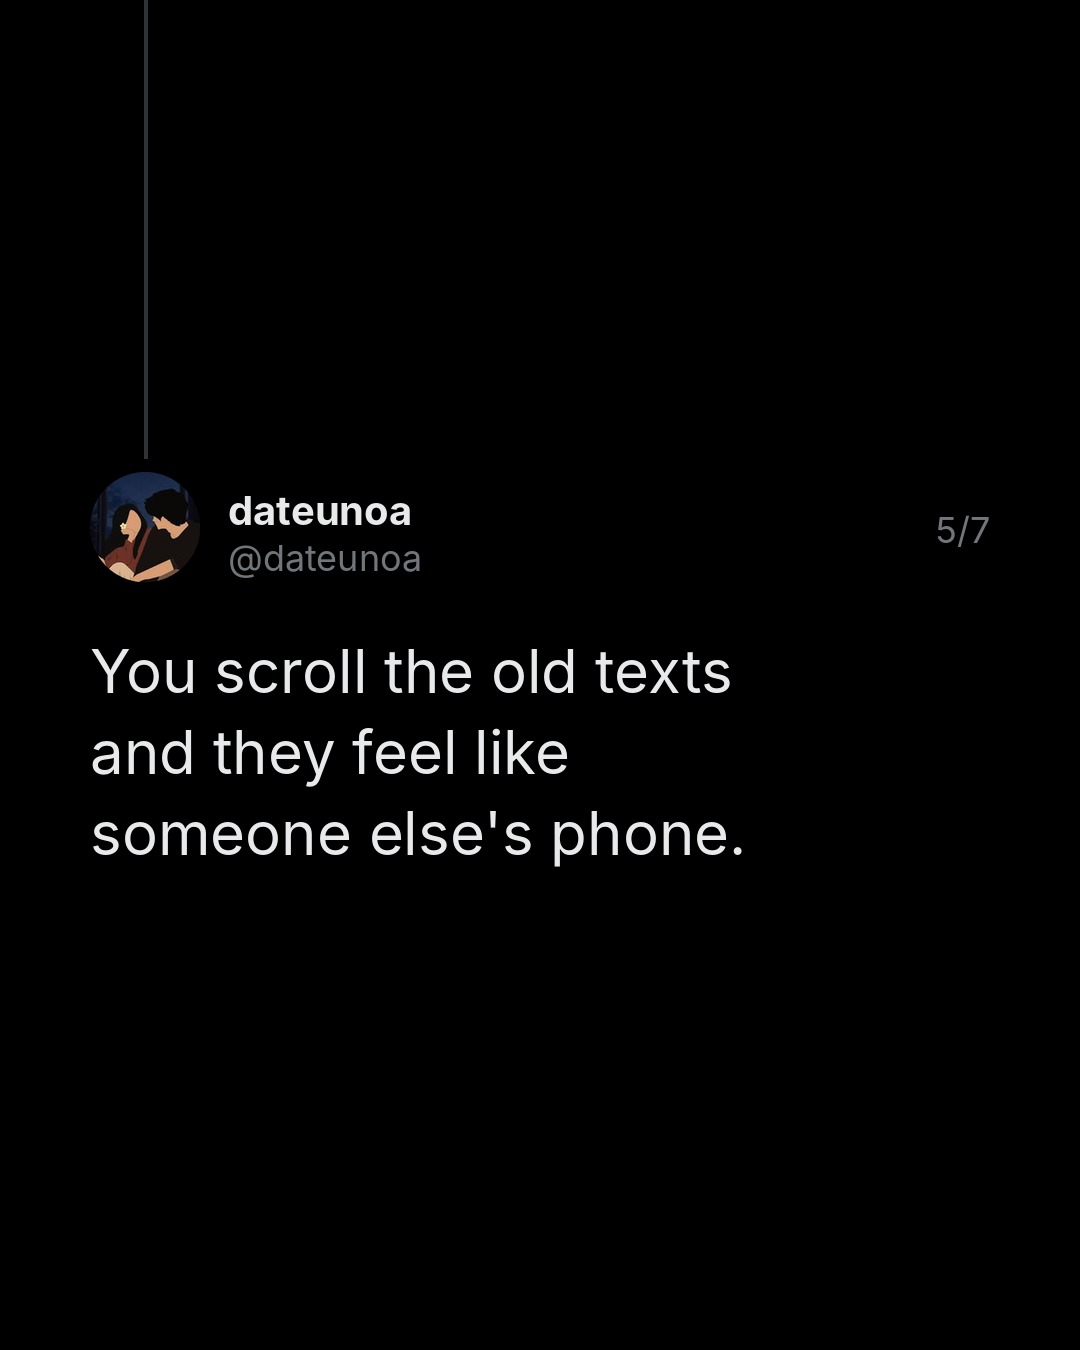 dateunoa
@dateunoa
5/7
You scroll the old texts
and they feel like
someone else's phone.